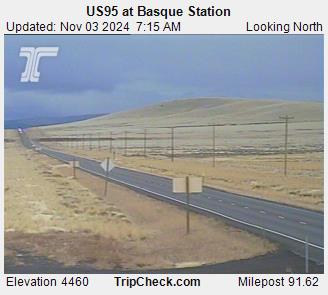 US95 at Basque Station
Updated: Nov 03 2024 7:15 AM Looking North
Elevation 4460 TripCheck.com Milepost 91.62